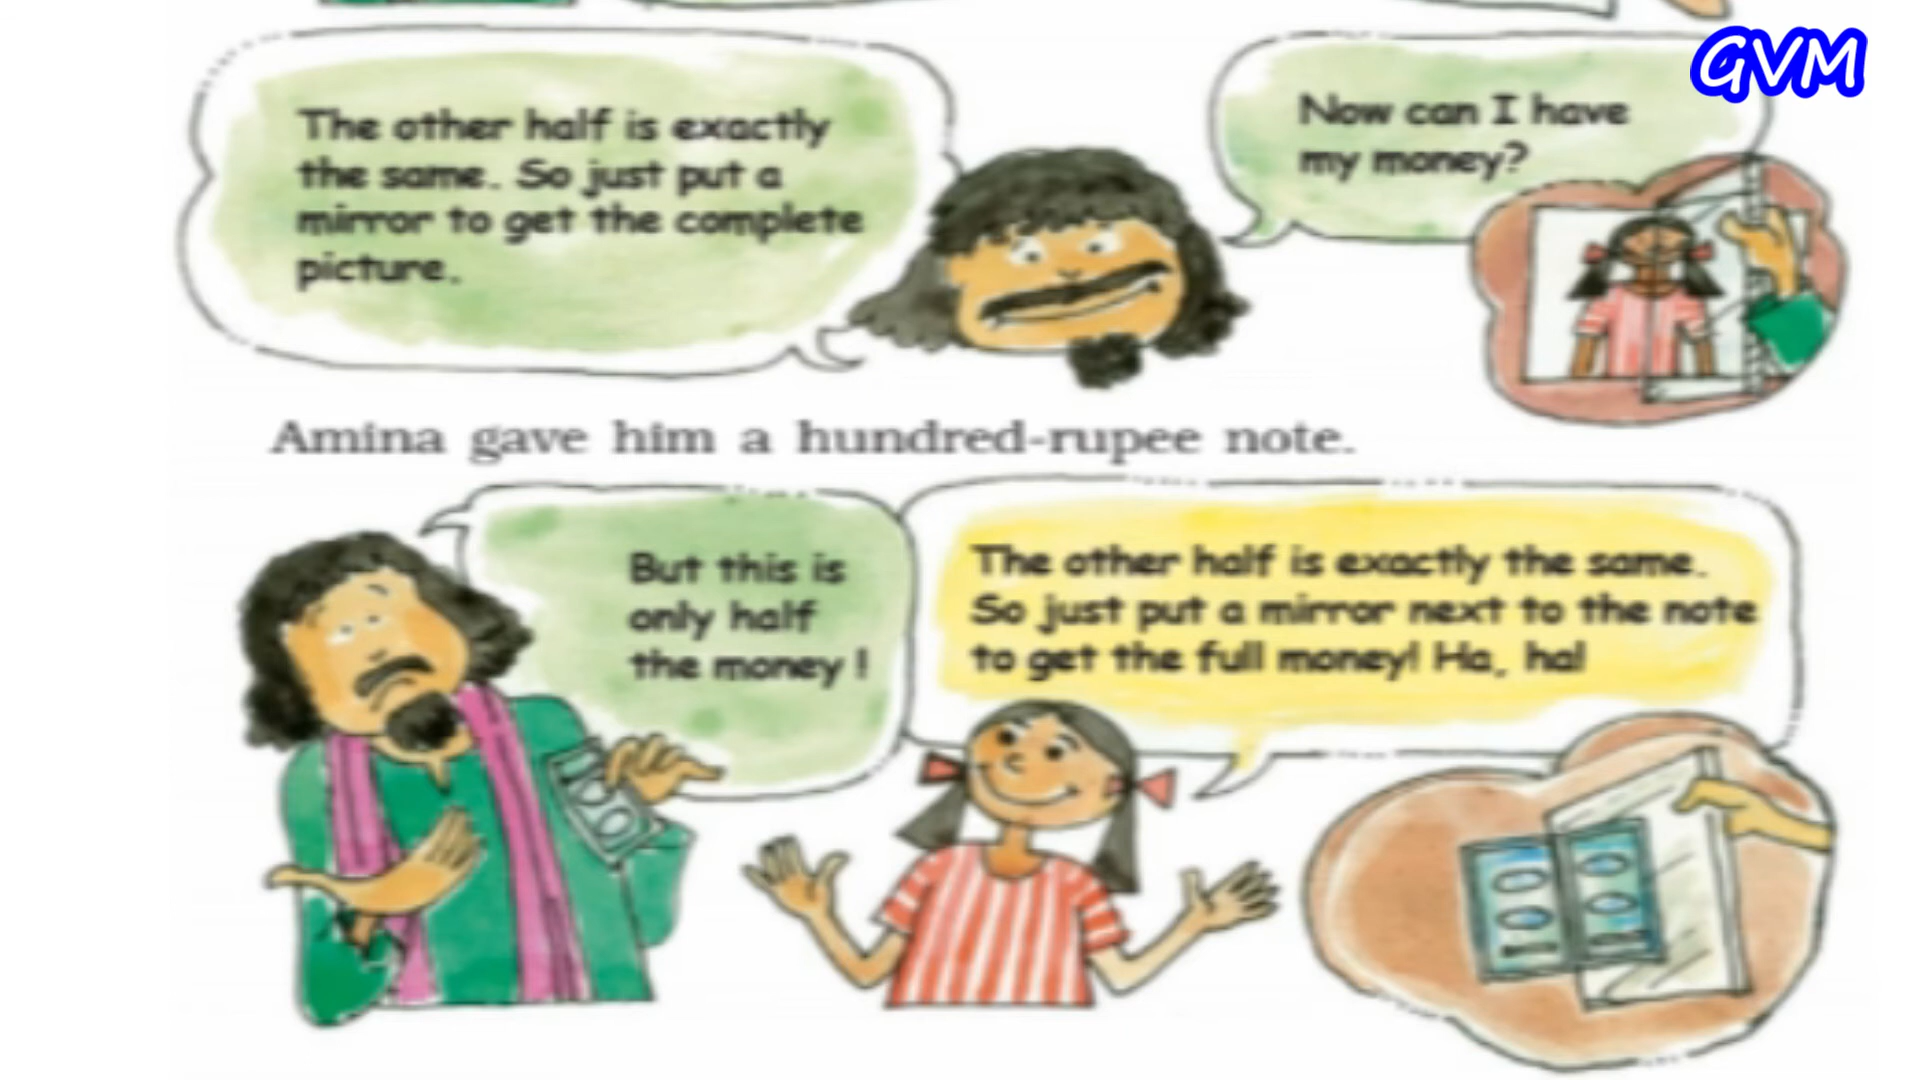 GVM
The other half is exactly
the same. So just put a
mirror to get the complete
picture.
Now can I have
my money?
Amina gave him a hundred-rupee note.
But this is
only half
the money !
The other half is exactly the same.
So just put a mirror next to the note
to get the full money! Ha, ha!
100
100
100